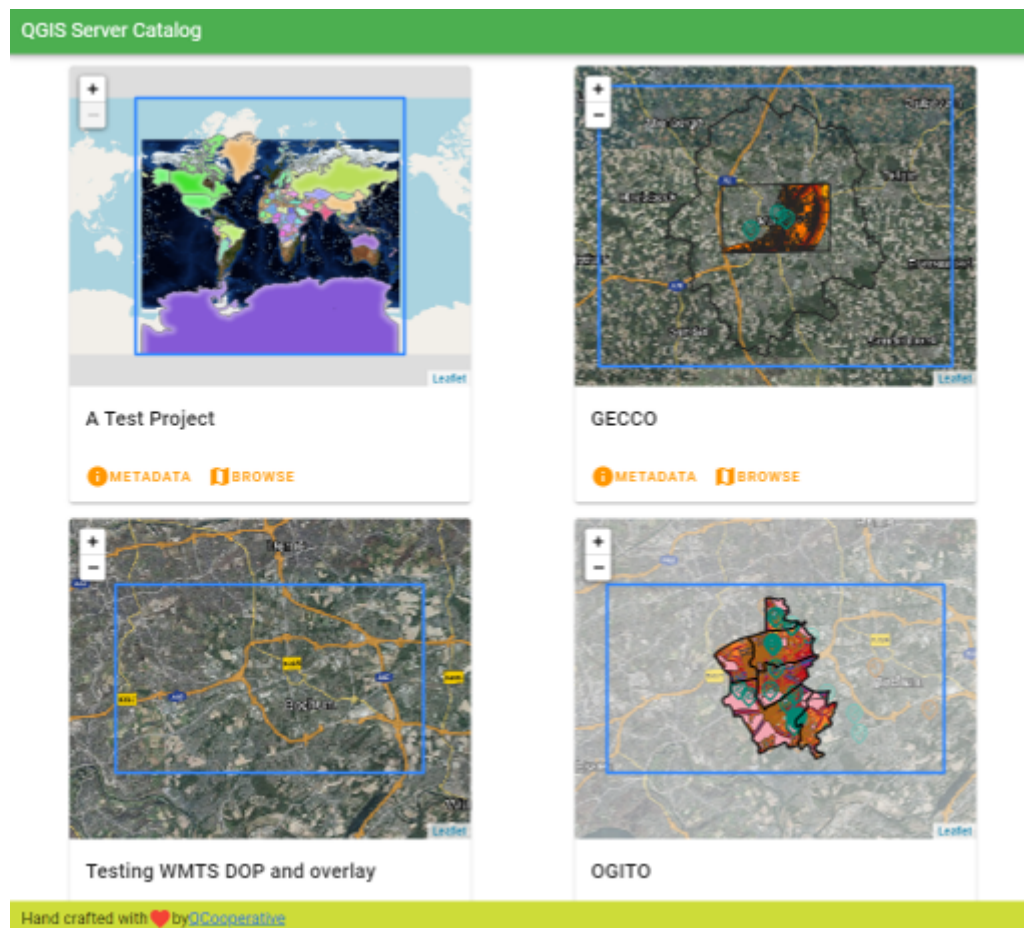 QGIS Server Catalog
+
−
Leaflet
+
−
Leaflet
A Test Project
GECCO
METADATA BROWSE
METADATA BROWSE
+
−
Leaflet
+
−
Leaflet
Testing WMTS DOP and overlay
OGITO
Hand crafted with by QCooperative